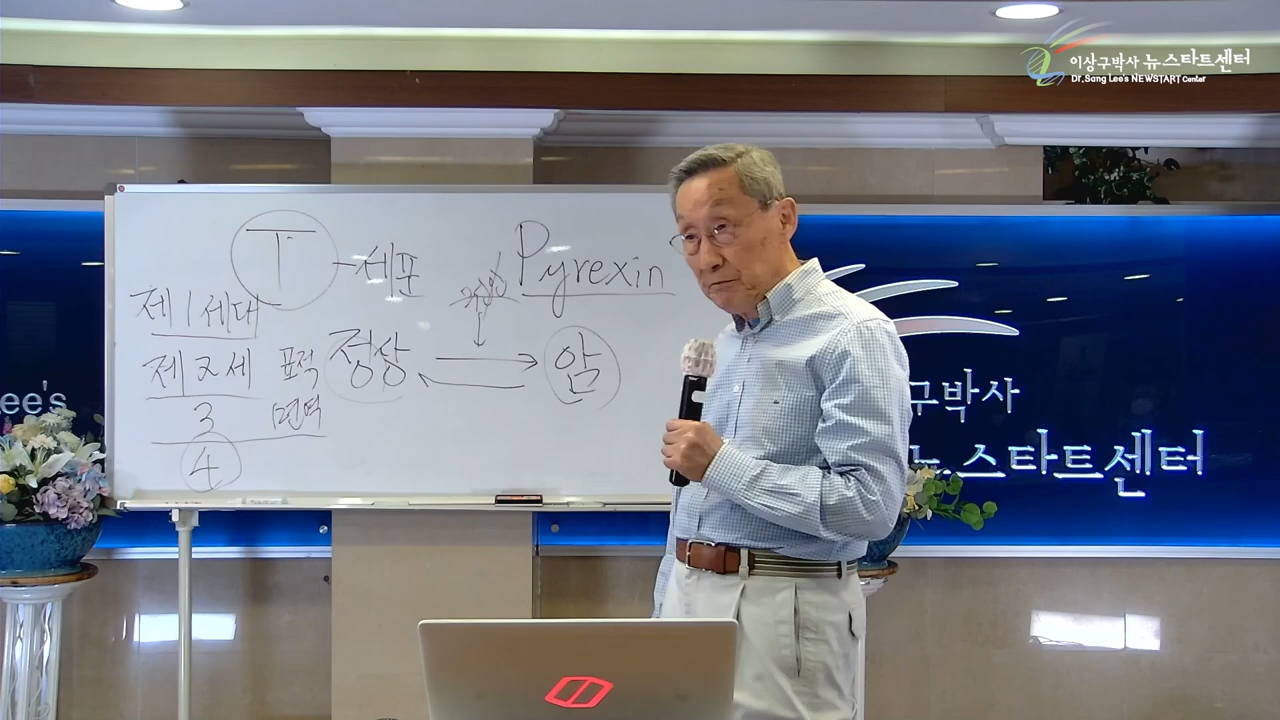 이상구박사 뉴스타트센터
Dr. Sang Lee's NEWSTART Center
T - 세포
Pyrexin
제 1 세대
제 2 세 표적
정상
암
3 면역
4
Lee's
구박사
뉴스타트센터